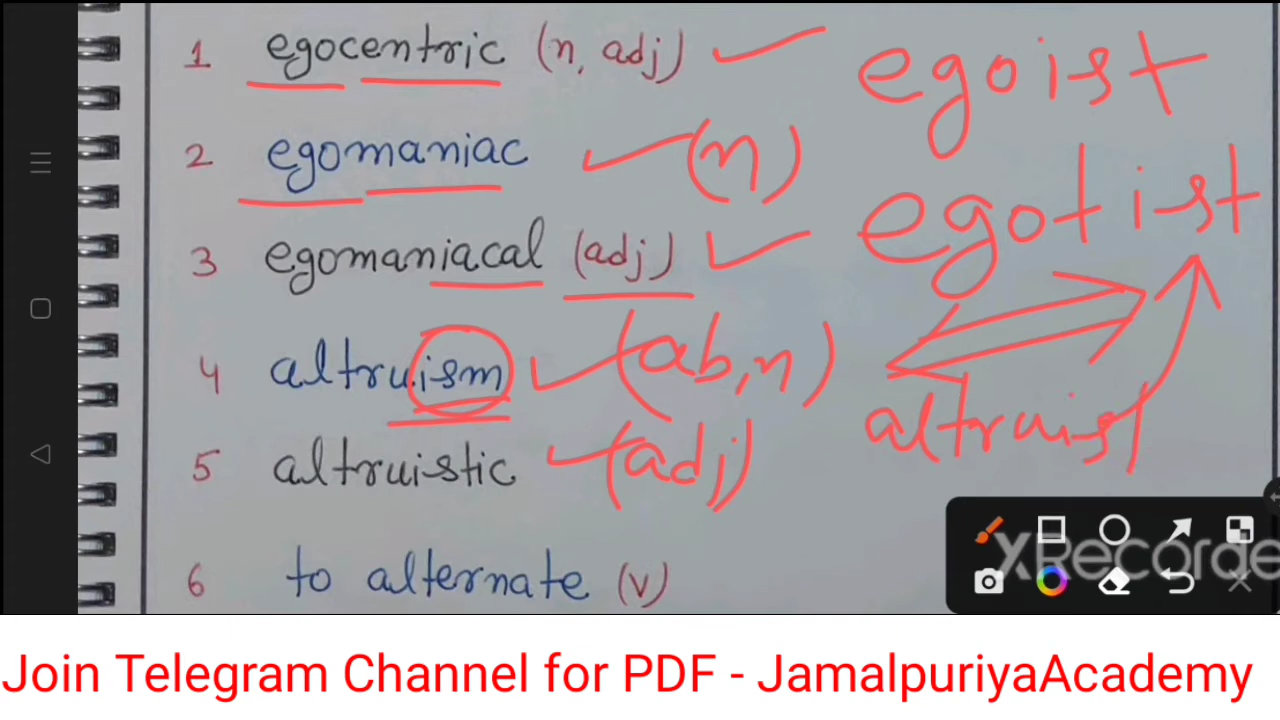 1 egocentric (n, adj) egoist
2 egomaniac (n)
egotist
3 egomaniacal (adj)
4 altruism (ab, n)
altruist
5 altruistic (adj)
6 to alternate (v)
XRecorde
Join Telegram Channel for PDF - JamalpuriyaAcademy